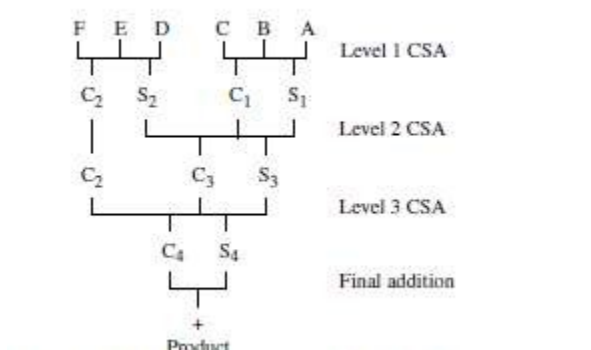 F E D C B A Level 1 CSA
C₂ S₂ C₁ S₁
Level 2 CSA
C₂ C₃ S₃
Level 3 CSA
C₄ S₄
Final addition
+
Product